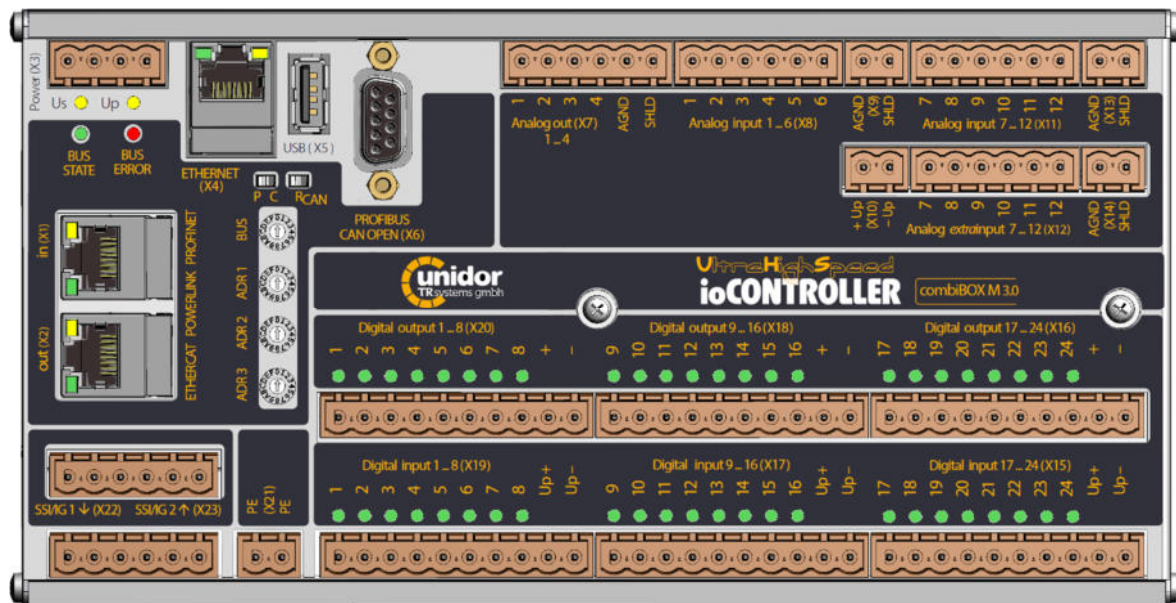 Power (X3)
Us Up
BUS STATE
BUS ERROR
ETHERNET
(X4)
USB (X5)
P C RCAN
PROFIBUS
CAN OPEN (X6)
1 2 3 4 AGND SHLD
Analog out (X7)
1...4
1 2 3 4 5 6
Analog input 1...6 (X8)
AGND
(X9)
SHLD
7 8 9 10 11 12
Analog input 7...12 (X11)
AGND
(X13)
SHLD
+ Up
(X10)
– Up
7 8 9 10 11 12
Analog extrainput 7...12 (X12)
AGND
(X14)
SHLD
in (X1)
out (X2)
ETHERCAT POWERLINK PROFINET
BUS
ADR 1
ADR 2
ADR 3
unidor
TRsystems gmbh
UltraHighSpeed
ioCONTROLLER
combiBOX M 3.0
Digital output 1...8 (X20)
1 2 3 4 5 6 7 8 + –
Digital output 9...16 (X18)
9 10 11 12 13 14 15 16 + –
Digital output 17...24 (X16)
17 18 19 20 21 22 23 24 + –
Digital input 1...8 (X19)
1 2 3 4 5 6 7 8 Up+ Up–
Digital input 9...16 (X17)
9 10 11 12 13 14 15 16 Up+ Up–
Digital input 17...24 (X15)
17 18 19 20 21 22 23 24 Up+ Up–
SSI/IG 1 ↓ (X22) SSI/IG 2 ↑ (X23)
PE
(X21)
PE